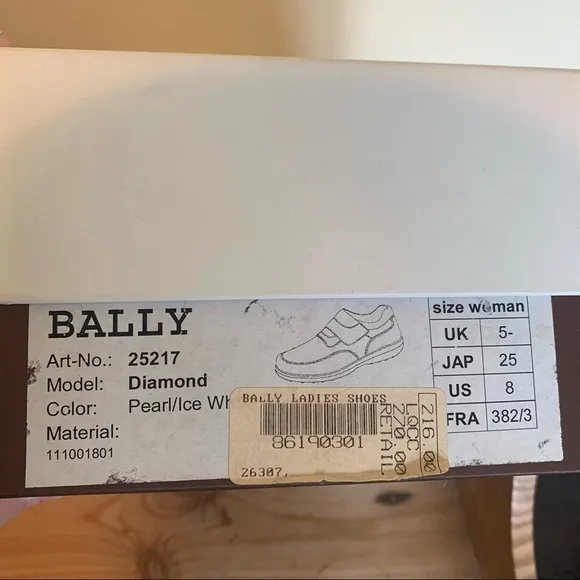 BALLY
Art-No.: 25217
Model: Diamond
Color: Pearl/Ice Wh
Material:
111001801
size woman
UK 5-
JAP 25
US 8
FRA 382/3
BALLY LADIES SHOES
86190301
26307,
216.00
LQCC
270.00
RETAIL